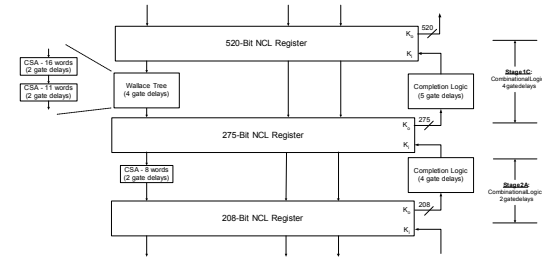 520
K₀
520-Bit NCL Register
Kᵢ
CSA - 16 words
(2 gate delays)
CSA - 11 words
(2 gate delays)
Wallace Tree
(4 gate delays)
Completion Logic
(5 gate delays)
Stage1C:
CombinationalLogic
4gatedelays
275
K₀
275-Bit NCL Register
Kᵢ
CSA - 8 words
(2 gate delays)
Completion Logic
(4 gate delays)
Stage2A:
CombinationalLogic
2gatedelays
208
K₀
208-Bit NCL Register
Kᵢ